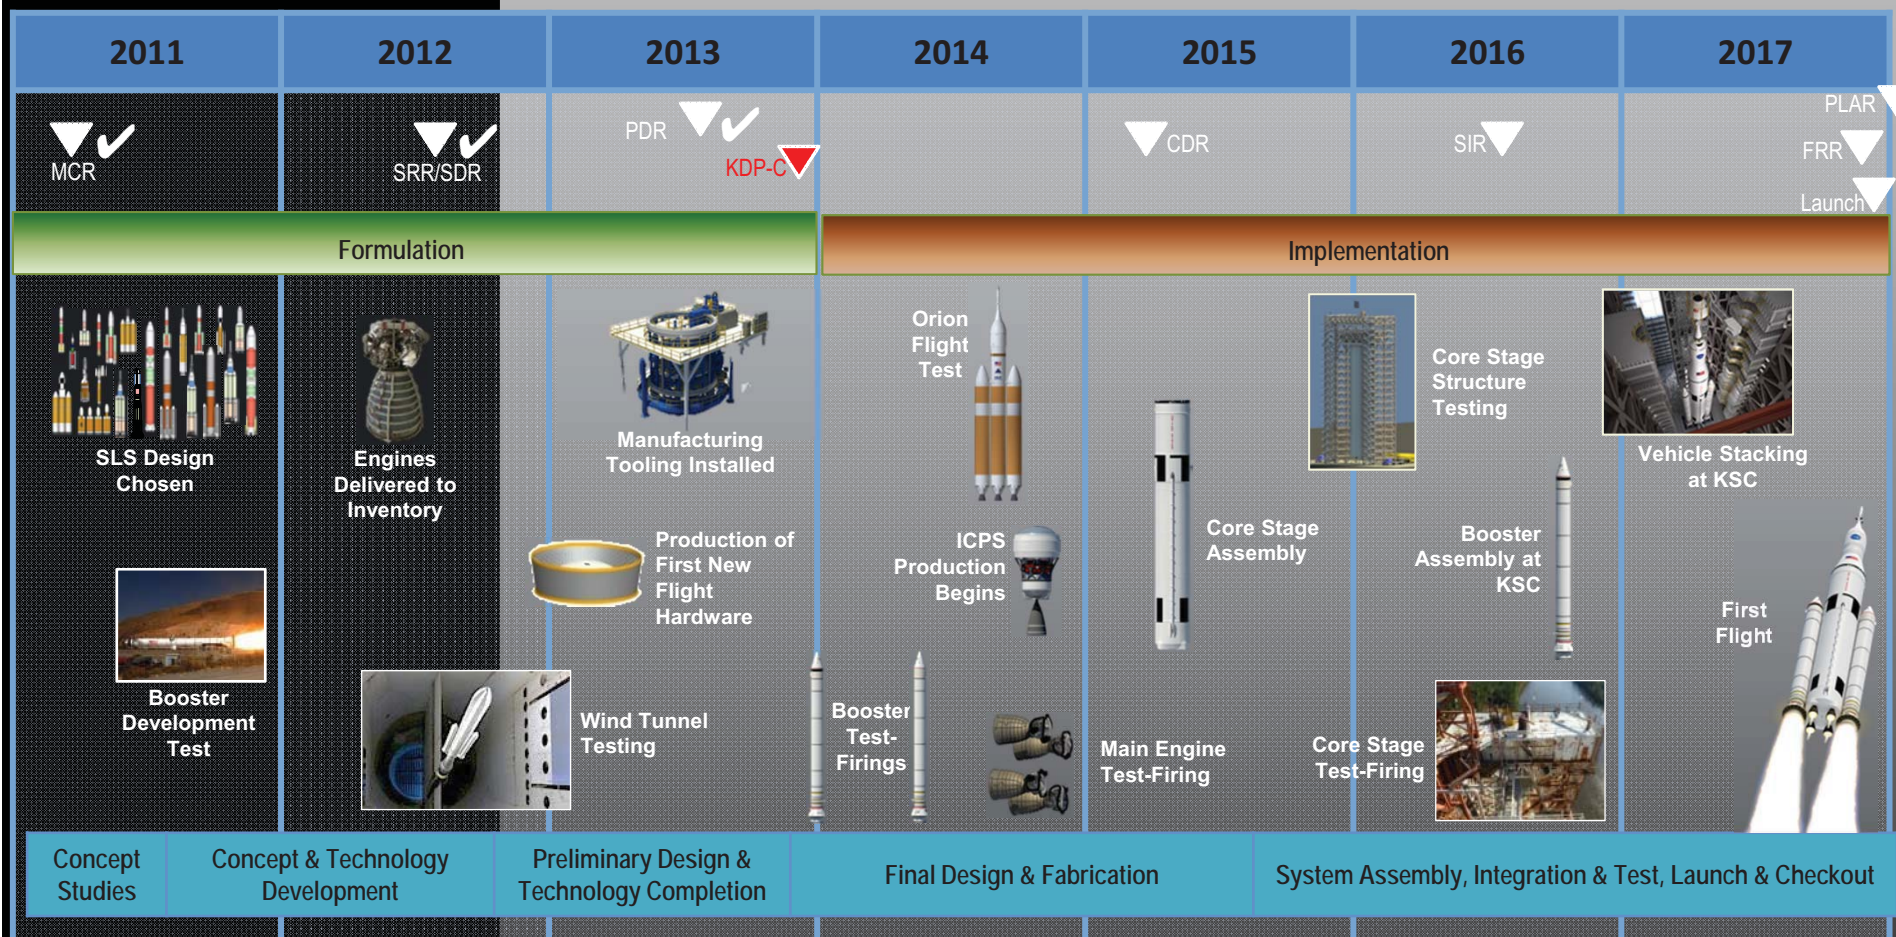 2011
2012
2013
2014
2015
2016
2017
MCR
SRR/SDR
PDR
KDP-C
CDR
SIR
PLAR
FRR
Launch
Formulation
Implementation
SLS Design
Chosen
Engines
Delivered to
Inventory
Manufacturing
Tooling Installed
Orion
Flight
Test
Core Stage
Structure
Testing
Vehicle Stacking
at KSC
Production of
First New
Flight
Hardware
ICPS
Production
Begins
Core Stage
Assembly
Booster
Assembly at
KSC
First
Flight
Booster
Development
Test
Wind Tunnel
Testing
Booster
Test-
Firings
Main Engine
Test-Firing
Core Stage
Test-Firing
Concept
Studies
Concept & Technology
Development
Preliminary Design &
Technology Completion
Final Design & Fabrication
System Assembly, Integration & Test, Launch & Checkout